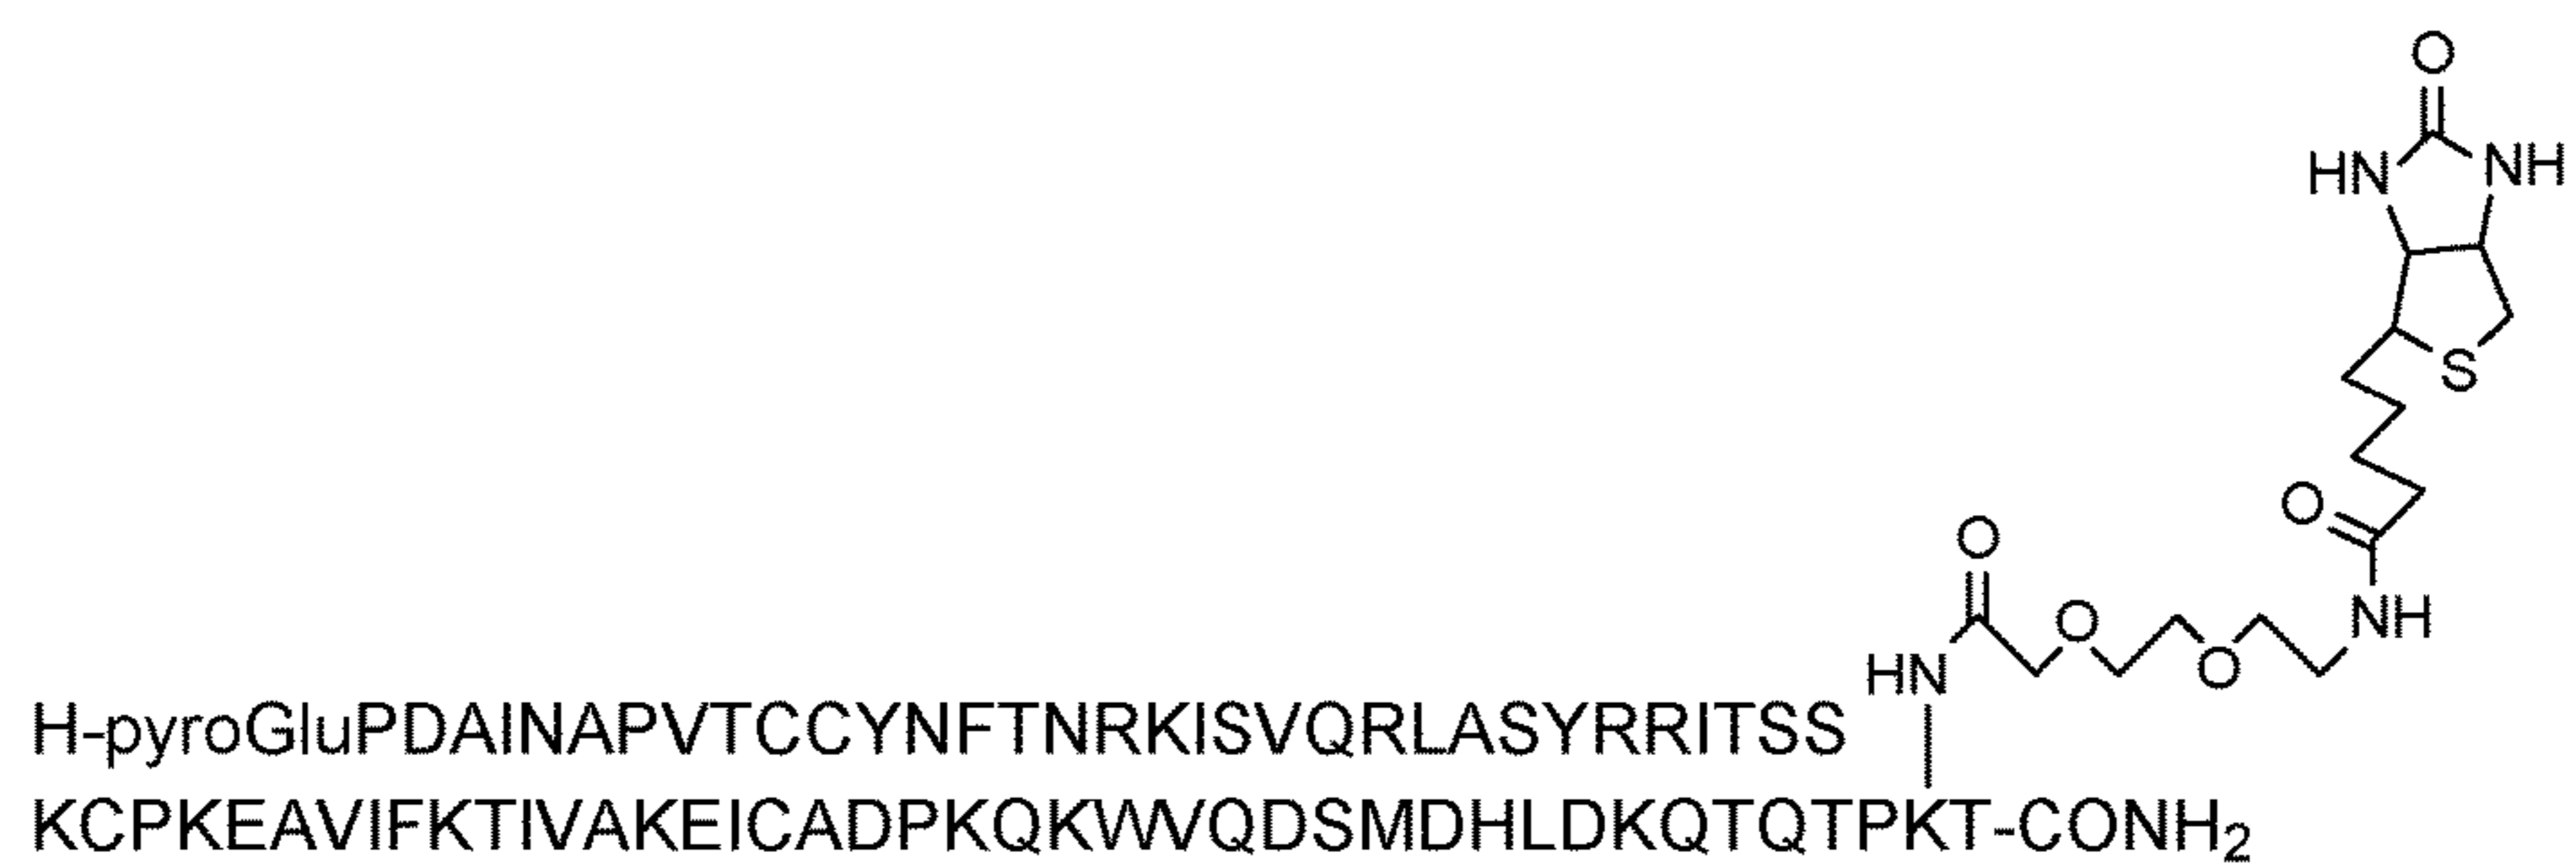 O
HN NH
S
O
O
O
NH
HN
O
H-pyroGluPDAINAPVTCCYNFTNRKISVQRLASYRRITSS
KCPKEAVIFKTIVAKEICADPKQKWVQDSMDHLDKQTQTPKT-CONH₂